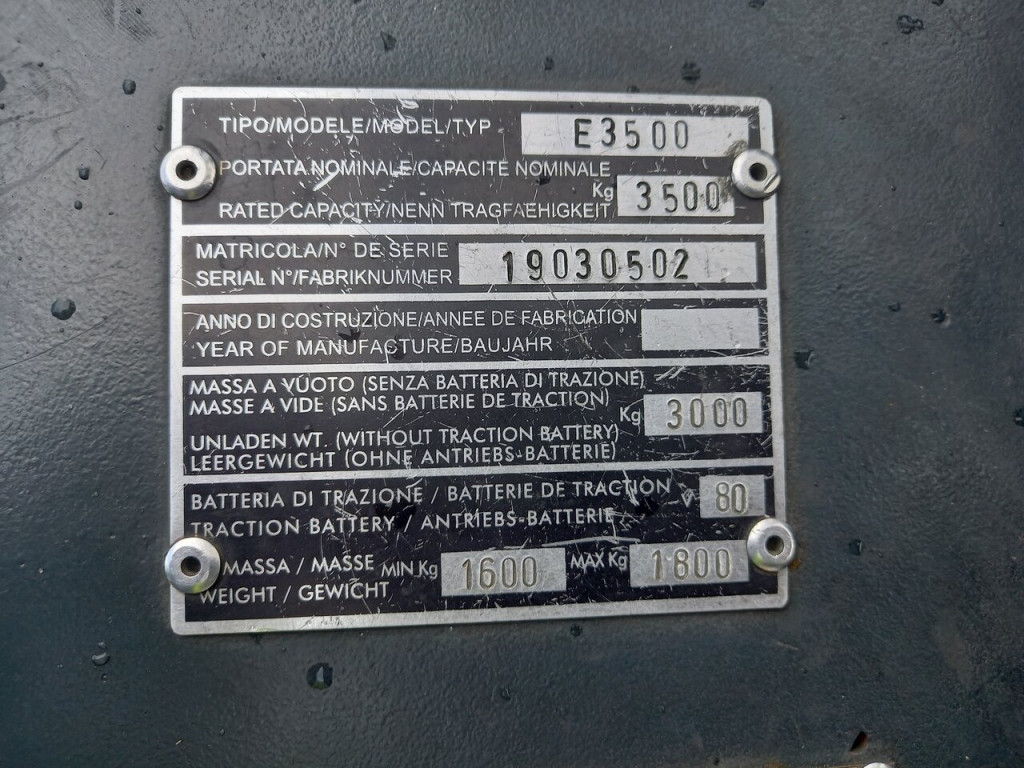 TIPO/MODELE/MODEL/TYP E3500
PORTATA NOMINALE/CAPACITE NOMINALE
RATED CAPACITY/NENN TRAGFAEHIGKEIT Kg 3500
MATRICOLA/N° DE SERIE
SERIAL N°/FABRIKNUMMER 19030502
ANNO DI COSTRUZIONE/ANNEE DE FABRICATION
YEAR OF MANUFACTURE/BAUJAHR
MASSA A VUOTO (SENZA BATTERIA DI TRAZIONE)
MASSE A VIDE (SANS BATTERIE DE TRACTION)
Kg 3000
UNLADEN WT. (WITHOUT TRACTION BATTERY)
LEERGEWICHT (OHNE ANTRIEBS-BATTERIE)
BATTERIA DI TRAZIONE / BATTERIE DE TRACTION V 80
TRACTION BATTERY / ANTRIEBS-BATTERIE
MASSA / MASSE MIN Kg 1600 MAX Kg 1800
WEIGHT / GEWICHT